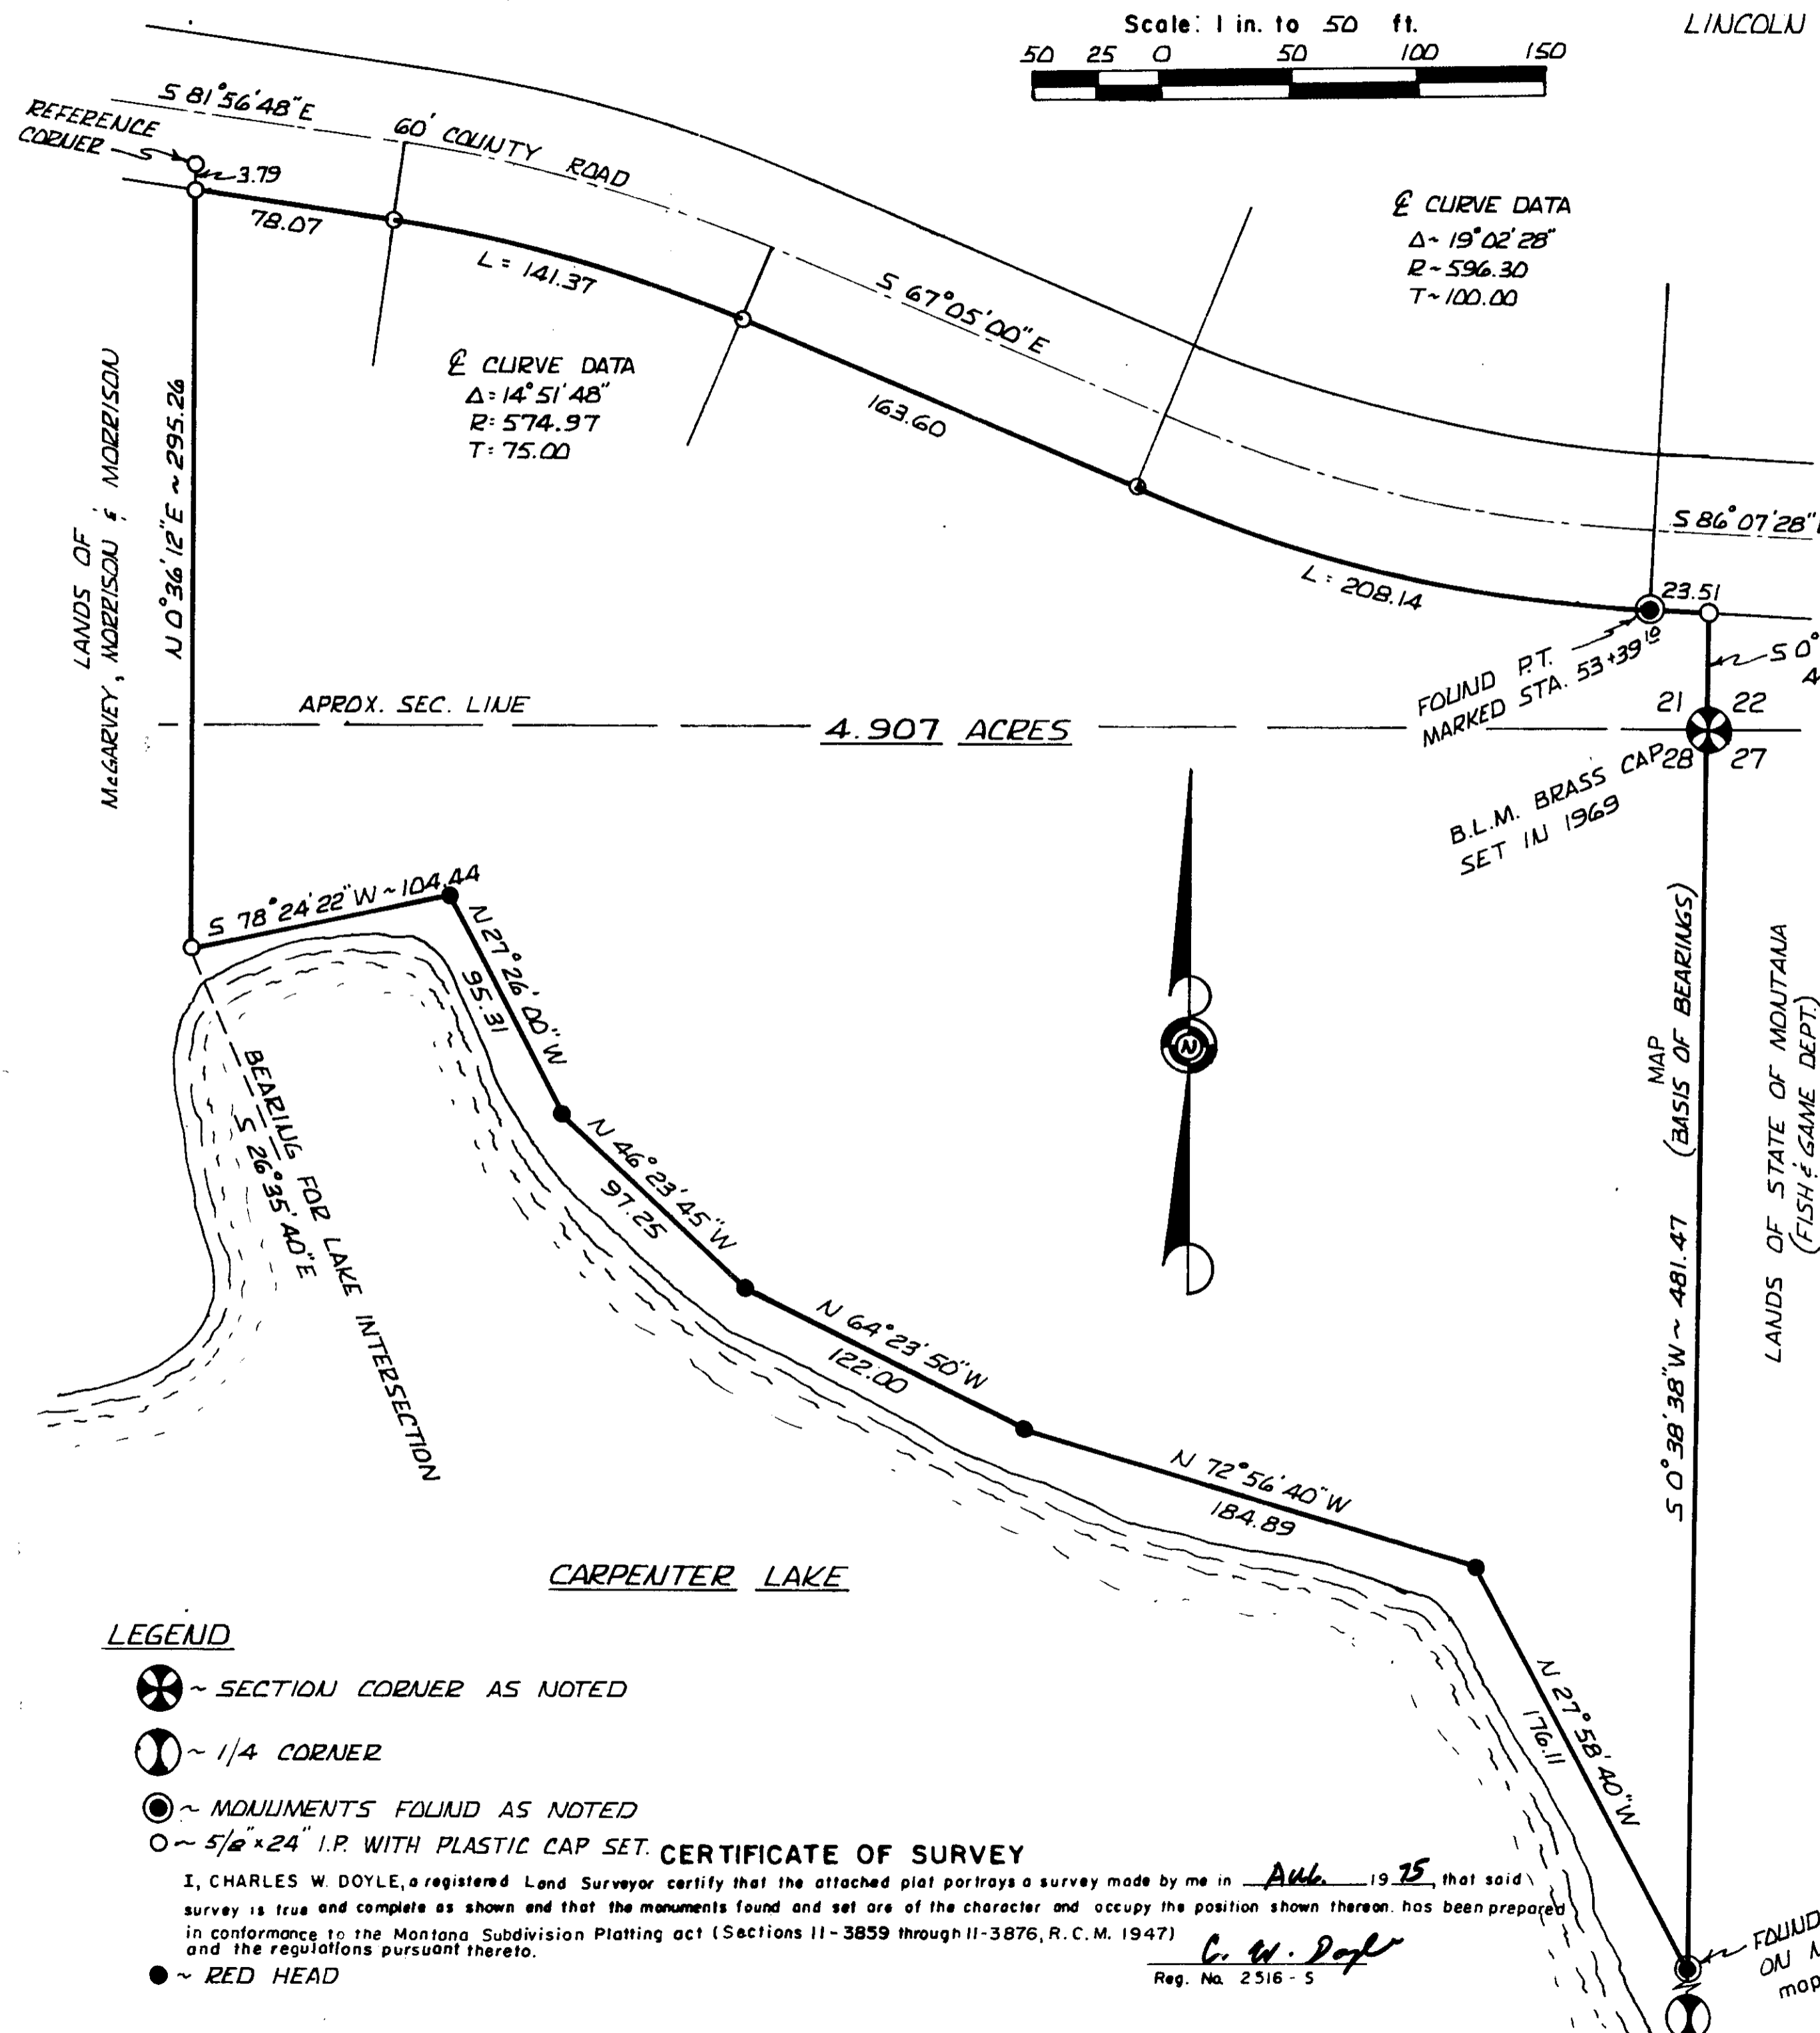 Scale: 1 in. to 50 ft.
50 25 0 50 100 150
LINCOLN
S 81°56'48"E
REFERENCE
CORNER
3.79
60' COUNTY ROAD
78.07
L = 141.37
℄ CURVE DATA
Δ = 14°51'48"
R = 574.97
T = 75.00
S 67°05'00"E
163.60
℄ CURVE DATA
Δ ~ 19°02'28"
R ~ 596.30
T ~ 100.00
L = 208.14
S 86°07'28"
23.51
FOUND P.T.
MARKED STA. 53+39 10
S 0°
4
21 22
28 27
B.L.M. BRASS CAP
SET IN 1969
LANDS OF
McGARVEY, MORRISON & MORRISON
N 0°36'12"E ~ 295.26
APROX. SEC. LINE
4.907 ACRES
S 78°24'22"W ~ 104.44
N 27°26'00"W
95.31
N 46°23'45"W
97.25
N 64°23'50"W
122.00
N 72°56'40"W
184.89
N 27°58'40"W
176.11
BEARING FOR LAKE INTERSECTION
S 26°35'40"E
N
MAP
S 0°38'38"W ~ 481.47 (BASIS OF BEARINGS)
LANDS OF STATE OF MONTANA
(FISH & GAME DEPT.)
CARPENTER LAKE
LEGEND
~ SECTION CORNER AS NOTED
~ 1/4 CORNER
~ MONUMENTS FOUND AS NOTED
~ 5/8" x 24" I.P. WITH PLASTIC CAP SET.
CERTIFICATE OF SURVEY
I, CHARLES W. DOYLE, a registered Land Surveyor certify that the attached plat portrays a survey made by me in Aug. 1975, that said
survey is true and complete as shown and that the monuments found and set are of the character and occupy the position shown thereon. has been prepared
in conformance to the Montana Subdivision Platting act (Sections 11-3859 through 11-3876, R.C.M. 1947)
and the regulations pursuant thereto.
~ RED HEAD
C. W. Doyle
Reg. No. 2516-S
FOUND
ON
map